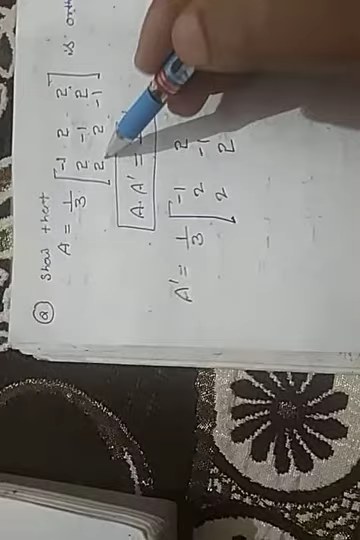 (Q) Show that
A = 1/3 [ -1 2 2
2 -1 2
2 2 -1 ] is
A·A' =
A' = 1/3 [ -1 2
2 -1
2 2